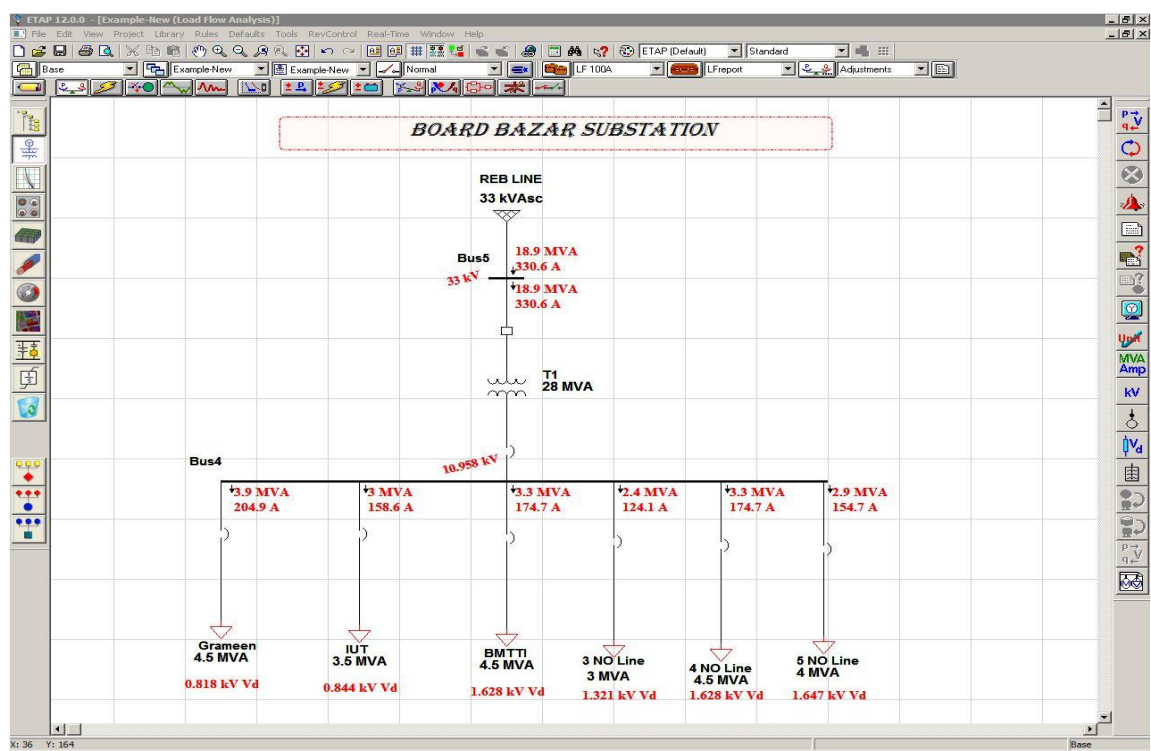 ETAP 12.0.0 - [Example-New (Load Flow Analysis)]
File Edit View Project Library Rules Defaults Tools RevControl Real-Time Window Help
ETAP (Default) Standard
Base Example-New Example-New Normal LF 100A LFreport Adjustments
BOARD BAZAR SUBSTATION
REB LINE
33 kVAsc
18.9 MVA
Bus5
330.6 A
33 kV
18.9 MVA
330.6 A
T1
28 MVA
Bus4
10.958 kV
3.9 MVA 3 MVA 3.3 MVA 2.4 MVA 3.3 MVA 2.9 MVA
204.9 A 158.6 A 174.7 A 124.1 A 174.7 A 154.7 A
Grameen
4.5 MVA
0.818 kV Vd
IUT
3.5 MVA
0.844 kV Vd
BMTTI
4.5 MVA
1.628 kV Vd
3 NO Line
3 MVA
1.321 kV Vd
4 NO Line
4.5 MVA
1.628 kV Vd
5 NO Line
4 MVA
1.647 kV Vd
MVA
Amp
kV
X: 36 Y: 164
Base